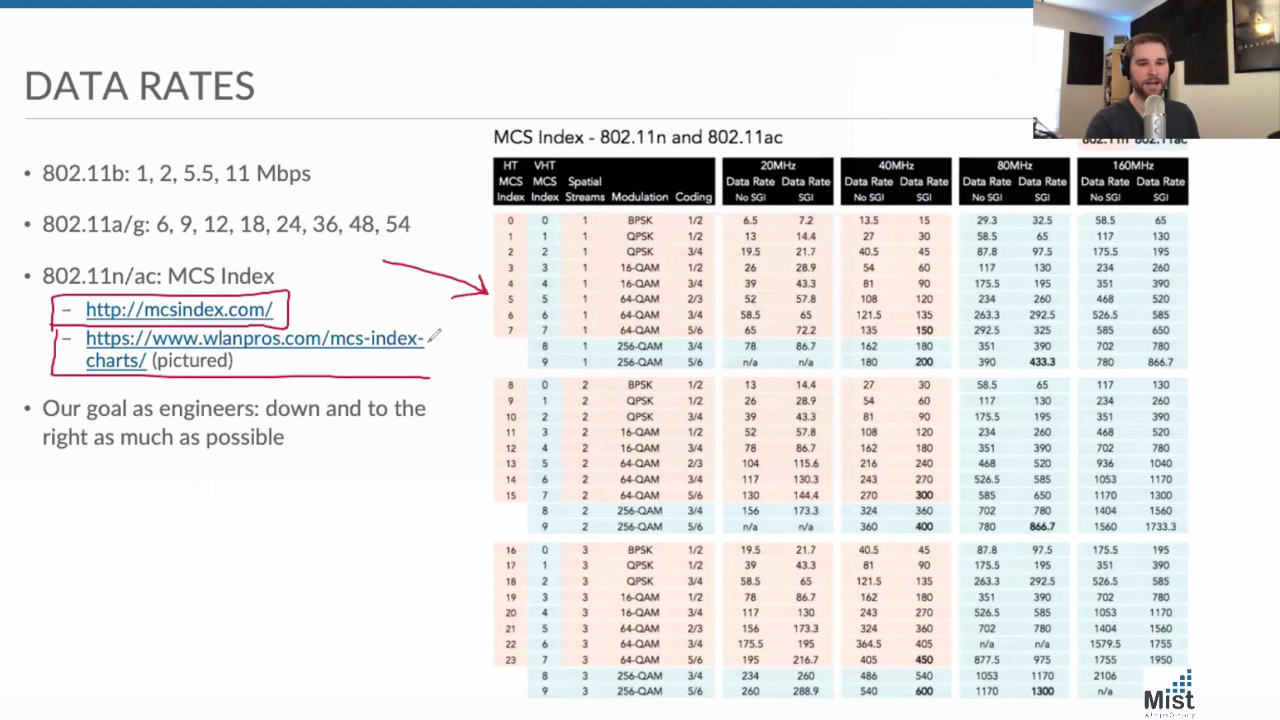 DATA RATES
• 802.11b: 1, 2, 5.5, 11 Mbps
• 802.11a/g: 6, 9, 12, 18, 24, 36, 48, 54
• 802.11n/ac: MCS Index
– http://mcsindex.com/
– https://www.wlanpros.com/mcs-index-
charts/ (pictured)
• Our goal as engineers: down and to the
right as much as possible
MCS Index - 802.11n and 802.11ac
802.11n 802.11ac
HT VHT 20MHz 40MHz 80MHz 160MHz
MCS MCS Spatial Data Rate Data Rate Data Rate Data Rate Data Rate Data Rate Data Rate Data Rate
Index Index Streams Modulation Coding No SGI SGI No SGI SGI No SGI SGI No SGI SGI
0 0 1 BPSK 1/2 6.5 7.2 13.5 15 29.3 32.5 58.5 65
1 1 1 QPSK 1/2 13 14.4 27 30 58.5 65 117 130
2 2 1 QPSK 3/4 19.5 21.7 40.5 45 87.8 97.5 175.5 195
3 3 1 16-QAM 1/2 26 28.9 54 60 117 130 234 260
4 4 1 16-QAM 3/4 39 43.3 81 90 175.5 195 351 390
5 5 1 64-QAM 2/3 52 57.8 108 120 234 260 468 520
6 6 1 64-QAM 3/4 58.5 65 121.5 135 263.3 292.5 526.5 585
7 7 1 64-QAM 5/6 65 72.2 135 150 292.5 325 585 650
8 1 256-QAM 3/4 78 86.7 162 180 351 390 702 780
9 1 256-QAM 5/6 n/a n/a 180 200 390 433.3 780 866.7
8 0 2 BPSK 1/2 13 14.4 27 30 58.5 65 117 130
9 1 2 QPSK 1/2 26 28.9 54 60 117 130 234 260
10 2 2 QPSK 3/4 39 43.3 81 90 175.5 195 351 390
11 3 2 16-QAM 1/2 52 57.8 108 120 234 260 468 520
12 4 2 16-QAM 3/4 78 86.7 162 180 351 390 702 780
13 5 2 64-QAM 2/3 104 115.6 216 240 468 520 936 1040
14 6 2 64-QAM 3/4 117 130.3 243 270 526.5 585 1053 1170
15 7 2 64-QAM 5/6 130 144.4 270 300 585 650 1170 1300
8 2 256-QAM 3/4 156 173.3 324 360 702 780 1404 1560
9 2 256-QAM 5/6 n/a n/a 360 400 780 866.7 1560 1733.3
16 0 3 BPSK 1/2 19.5 21.7 40.5 45 87.8 97.5 175.5 195
17 1 3 QPSK 1/2 39 43.3 81 90 175.5 195 351 390
18 2 3 QPSK 3/4 58.5 65 121.5 135 263.3 292.5 526.5 585
19 3 3 16-QAM 1/2 78 86.7 162 180 351 390 702 780
20 4 3 16-QAM 3/4 117 130 243 270 526.5 585 1053 1170
21 5 3 64-QAM 2/3 156 173.3 324 360 702 780 1404 1560
22 6 3 64-QAM 3/4 175.5 195 364.5 405 n/a n/a 1579.5 1755
23 7 3 64-QAM 5/6 195 216.7 405 450 877.5 975 1755 1950
8 3 256-QAM 3/4 234 260 486 540 1053 1170 2106
9 3 256-QAM 5/6 260 288.9 540 600 1170 1300 n/a
Mist